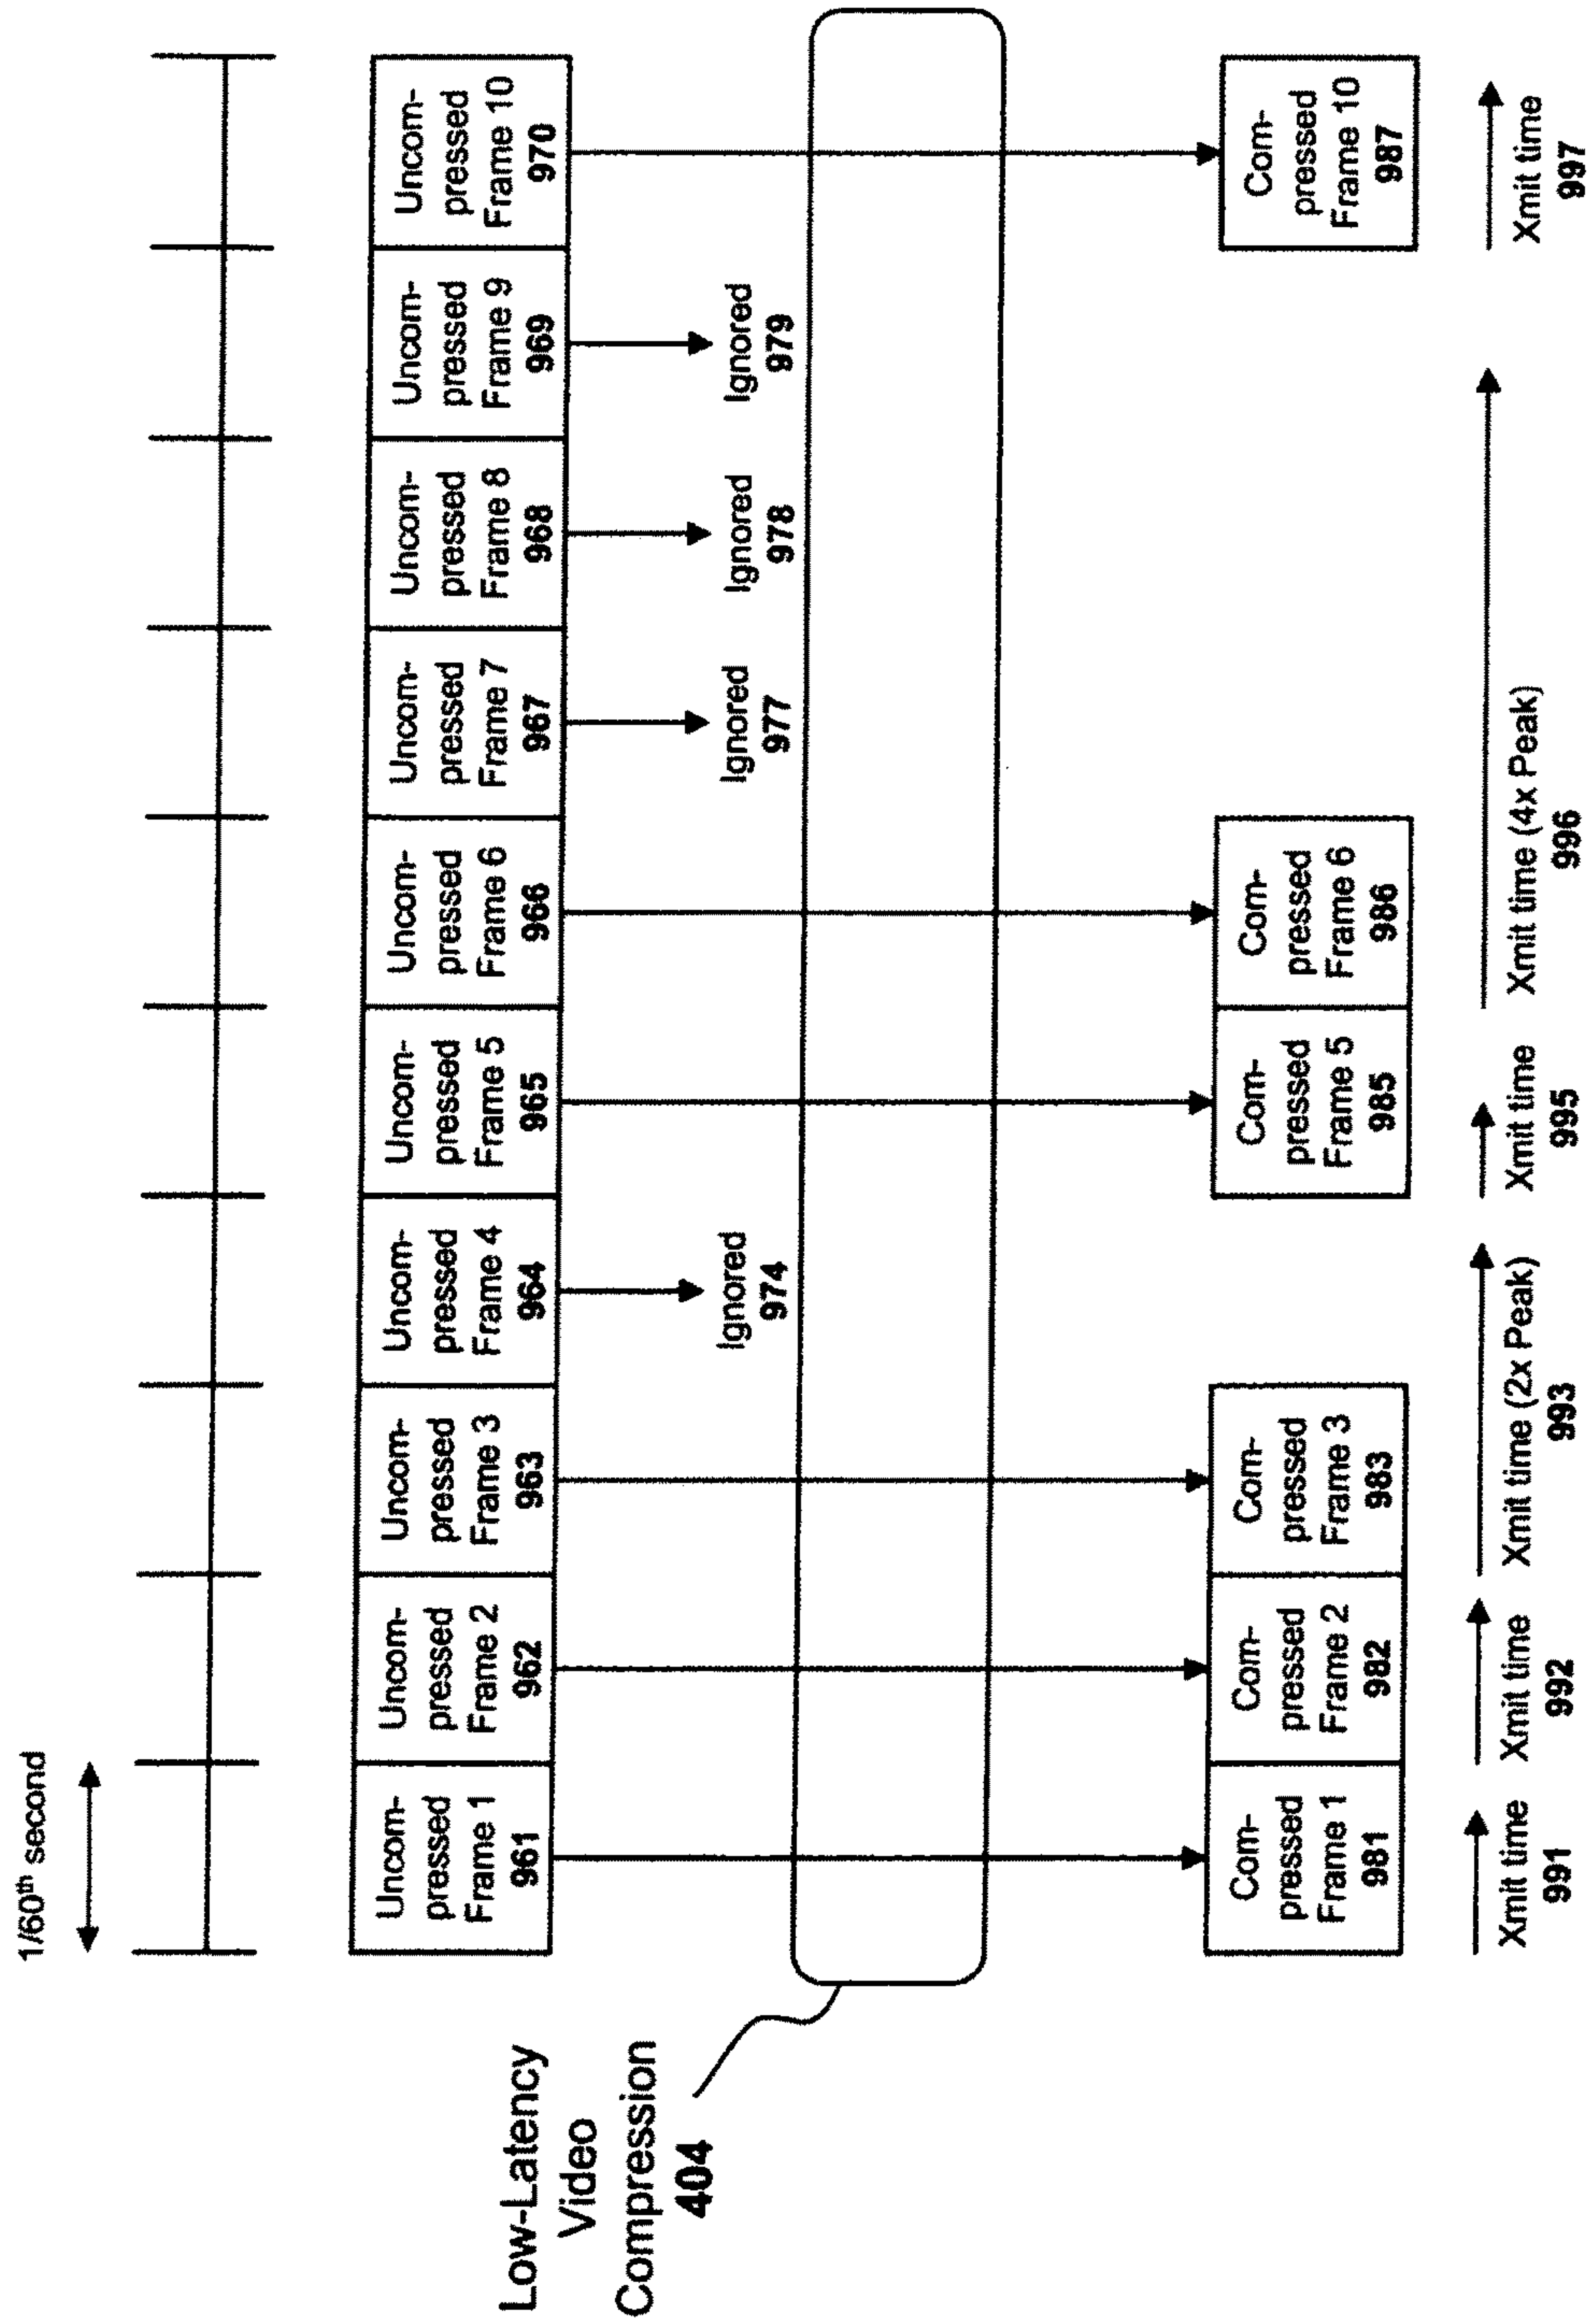 1/60th second
Uncom-
pressed
Frame 1
961
Uncom-
pressed
Frame 2
962
Uncom-
pressed
Frame 3
963
Uncom-
pressed
Frame 4
964
Uncom-
pressed
Frame 5
965
Uncom-
pressed
Frame 6
966
Uncom-
pressed
Frame 7
967
Uncom-
pressed
Frame 8
968
Uncom-
pressed
Frame 9
969
Uncom-
pressed
Frame 10
970
Ignored
974
Ignored
977
Ignored
978
Ignored
979
Low-Latency
Video
Compression
404
Com-
pressed
Frame 1
981
Com-
pressed
Frame 2
982
Com-
pressed
Frame 3
983
Com-
pressed
Frame 5
985
Com-
pressed
Frame 6
986
Com-
pressed
Frame 10
987
Xmit time
991
Xmit time
992
Xmit time (2x Peak)
993
Xmit time
995
Xmit time (4x Peak)
996
Xmit time
997